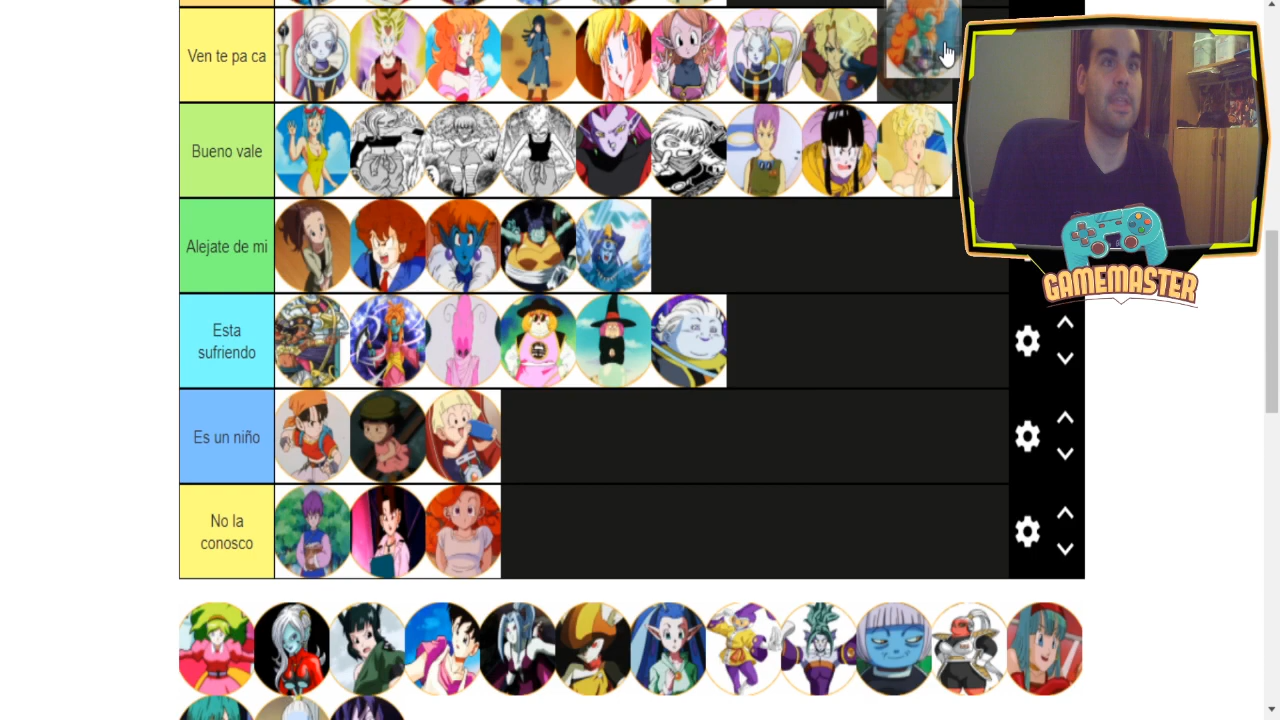 Ven te pa ca
Bueno vale
Alejate de mi
Esta
sufriendo
Es un niño
No la
conosco
GAMEMASTER